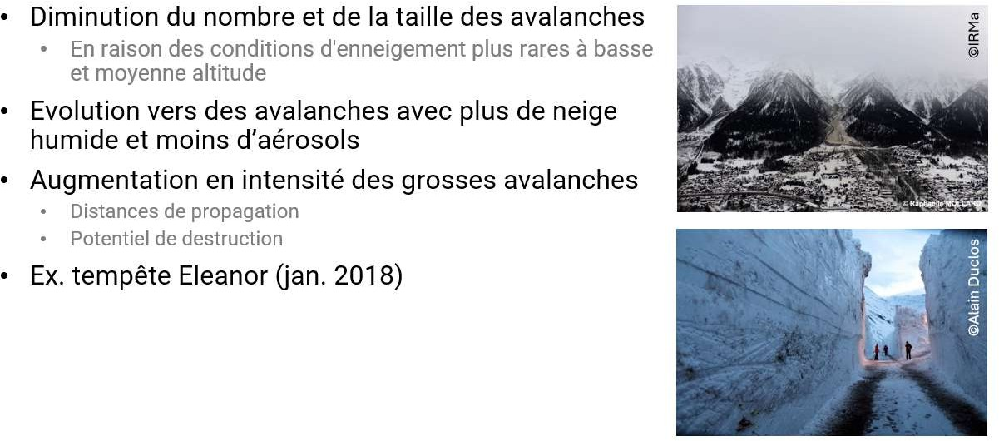 • Diminution du nombre et de la taille des avalanches
• En raison des conditions d'enneigement plus rares à basse
et moyenne altitude
• Evolution vers des avalanches avec plus de neige
humide et moins d’aérosols
• Augmentation en intensité des grosses avalanches
• Distances de propagation
• Potentiel de destruction
• Ex. tempête Eleanor (jan. 2018)
©IRMa
© Raphaëlle MOLLARD
©Alain Duclos